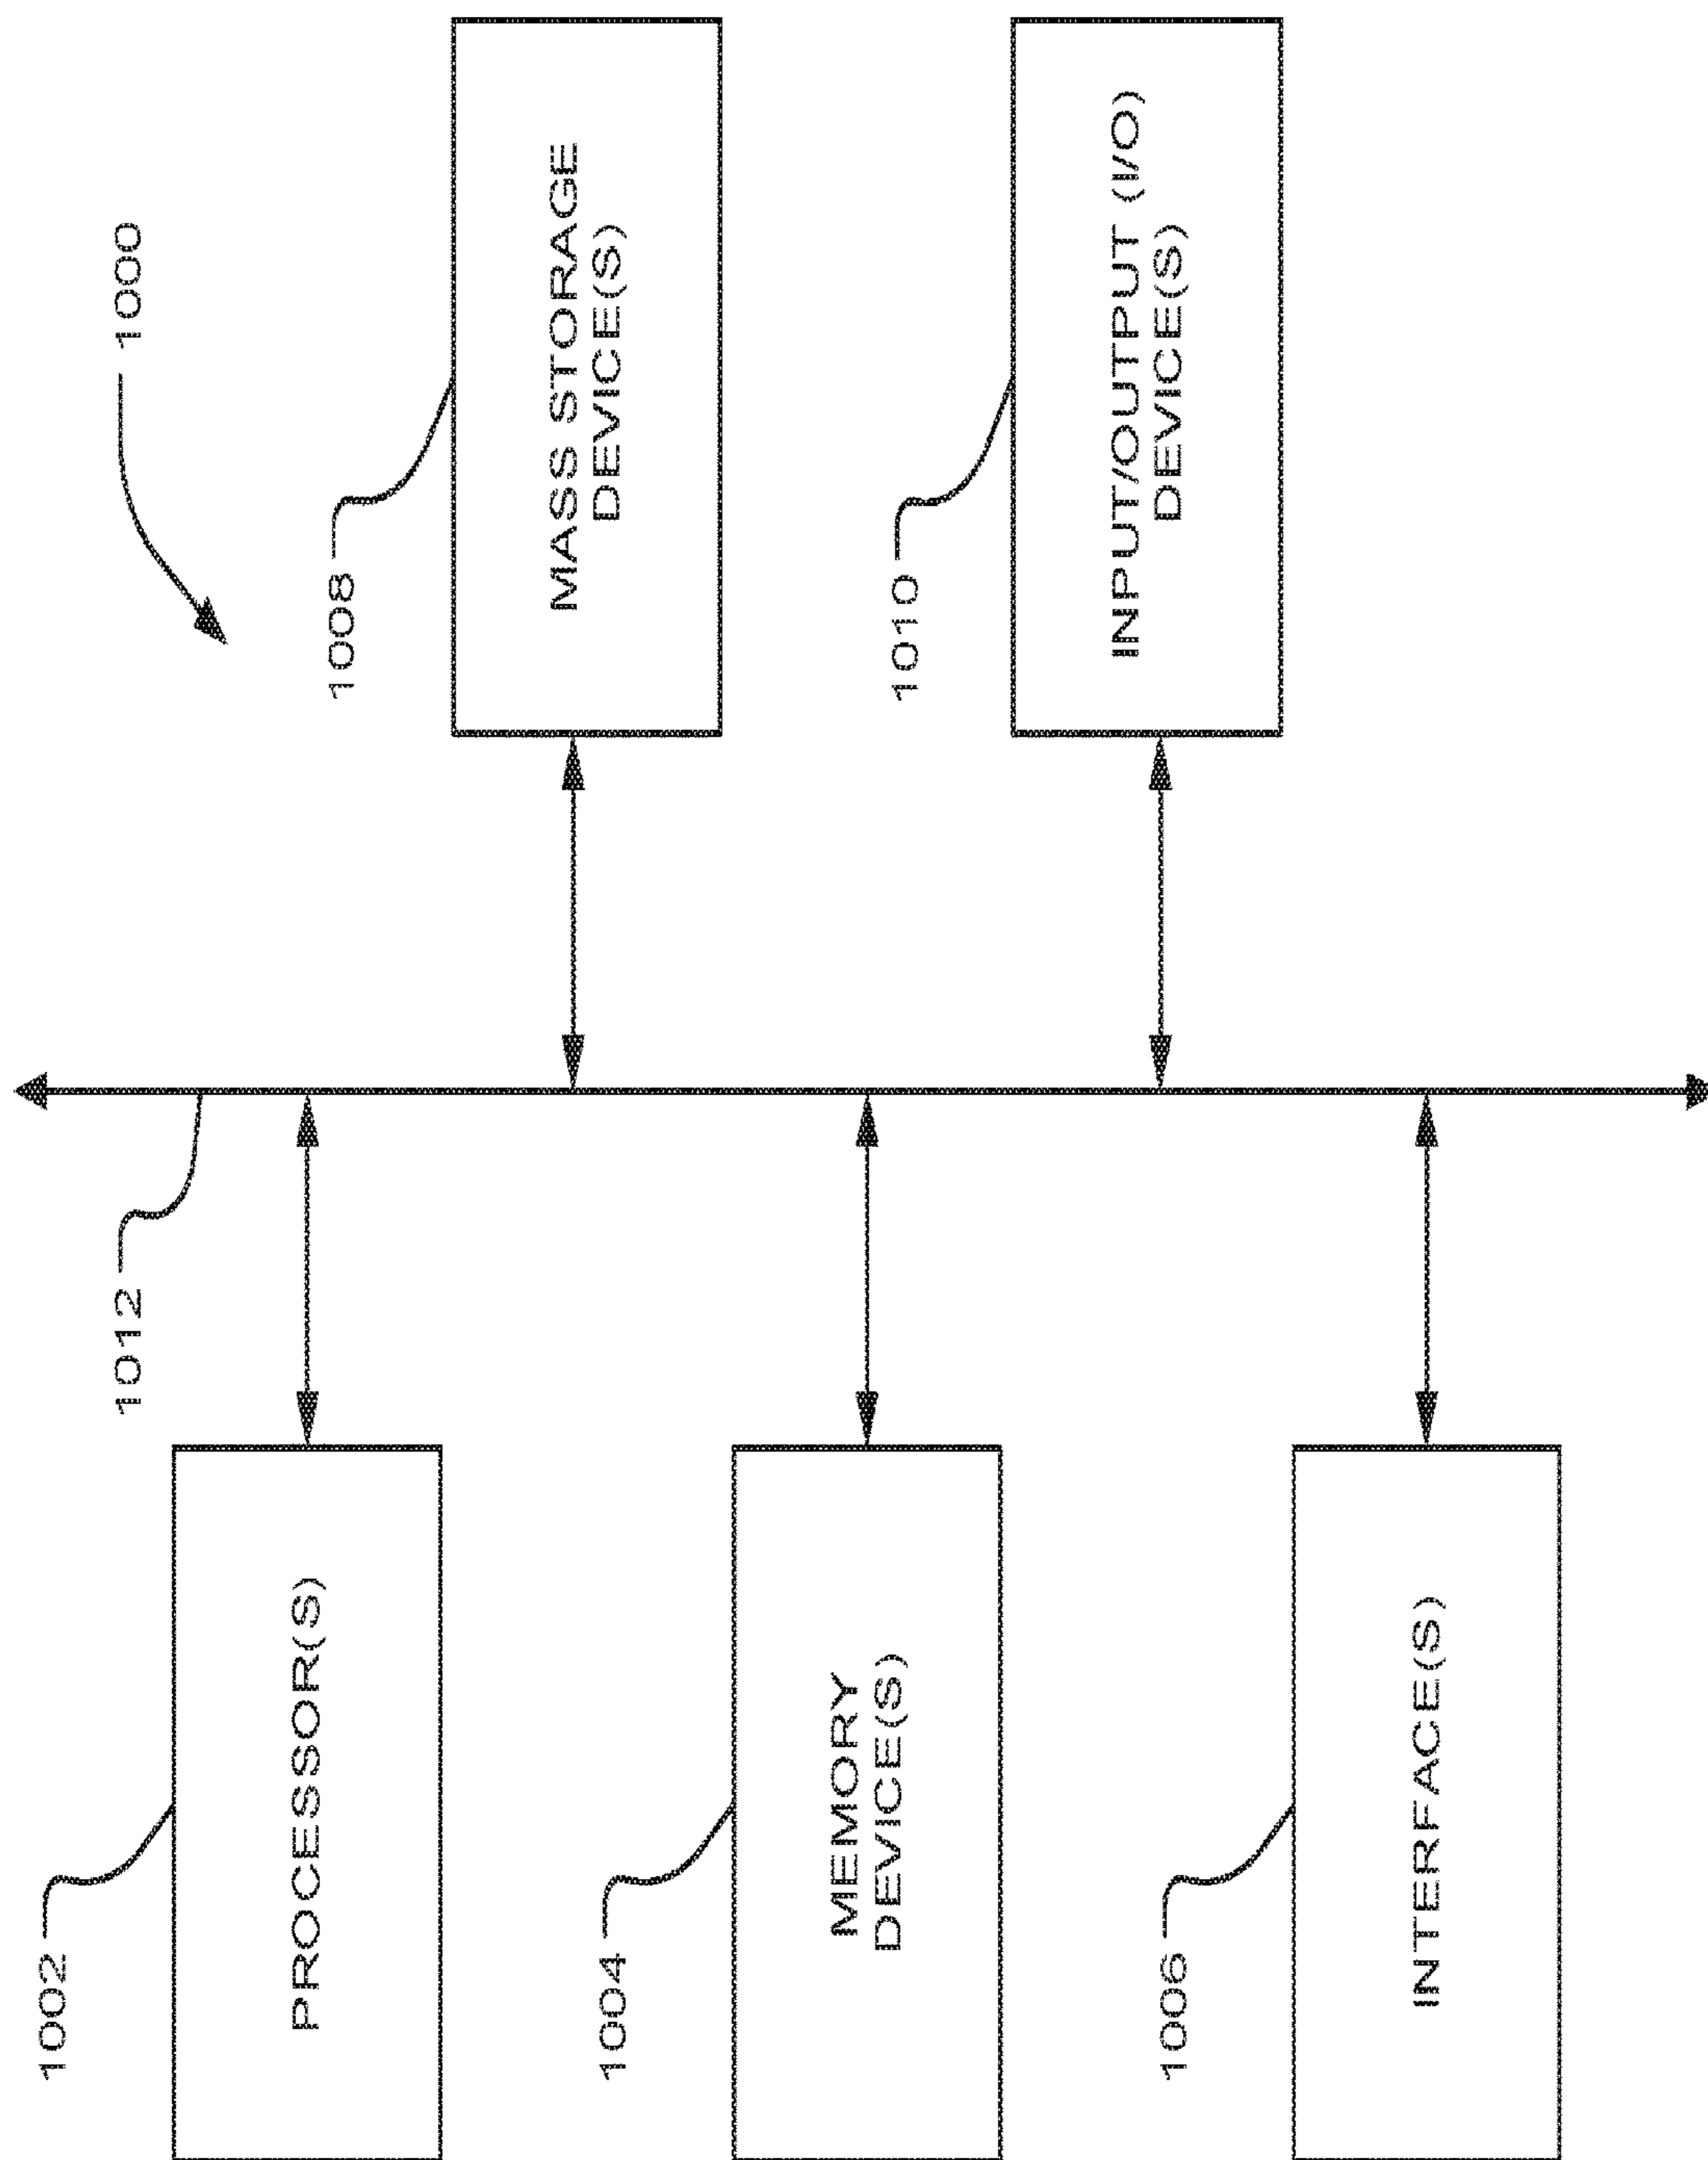 1000
1012
1002
PROCESSOR(S)
1008
MASS STORAGE
DEVICE(S)
1004
MEMORY
DEVICE(S)
1010
INPUT/OUTPUT (I/O)
DEVICE(S)
1006
INTERFACE(S)